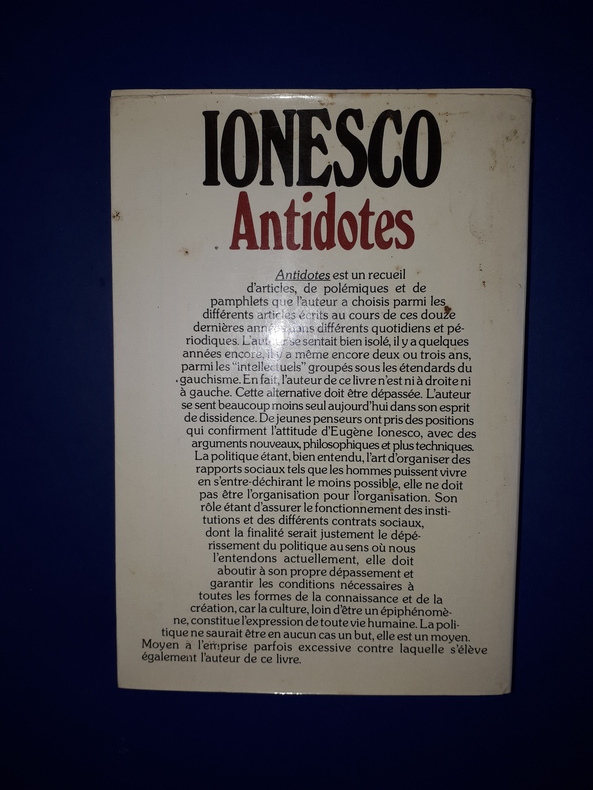 IONESCO
Antidotes
Antidotes est un recueil
d'articles, de polémiques et de
pamphlets que l'auteur a choisis parmi les
différents articles écrits au cours de ces douze
dernières années dans différents quotidiens et pé-
riodiques. L'auteur se sentait bien isolé, il y a quelques
années encore, il y a même encore deux ou trois ans,
parmi les "intellectuels" groupés sous les étendards du
gauchisme. En fait, l'auteur de ce livre n'est ni à droite ni
à gauche. Cette alternative doit être dépassée. L'auteur
se sent beaucoup moins seul aujourd'hui dans son esprit
de dissidence. De jeunes penseurs ont pris des positions
qui confirment l'attitude d'Eugène Ionesco, avec des
arguments nouveaux, philosophiques et plus techniques.
La politique étant, bien entendu, l'art d'organiser des
rapports sociaux tels que les hommes puissent vivre
en s'entre-déchirant le moins possible, elle ne doit
pas être l'organisation pour l'organisation. Son
rôle étant d'assurer le fonctionnement des insti-
tutions et des différents contrats sociaux,
dont la finalité serait justement le dépé-
rissement du politique au sens où nous
l'entendons actuellement, elle doit
aboutir à son propre dépassement et
garantir les conditions nécessaires à
toutes les formes de la connaissance et de la
création, car la culture, loin d'être un épiphénomè-
ne, constitue l'expression de toute vie humaine. La poli-
tique ne saurait être en aucun cas un but, elle est un moyen.
Moyen à l'emprise parfois excessive contre laquelle s'élève
également l'auteur de ce livre.